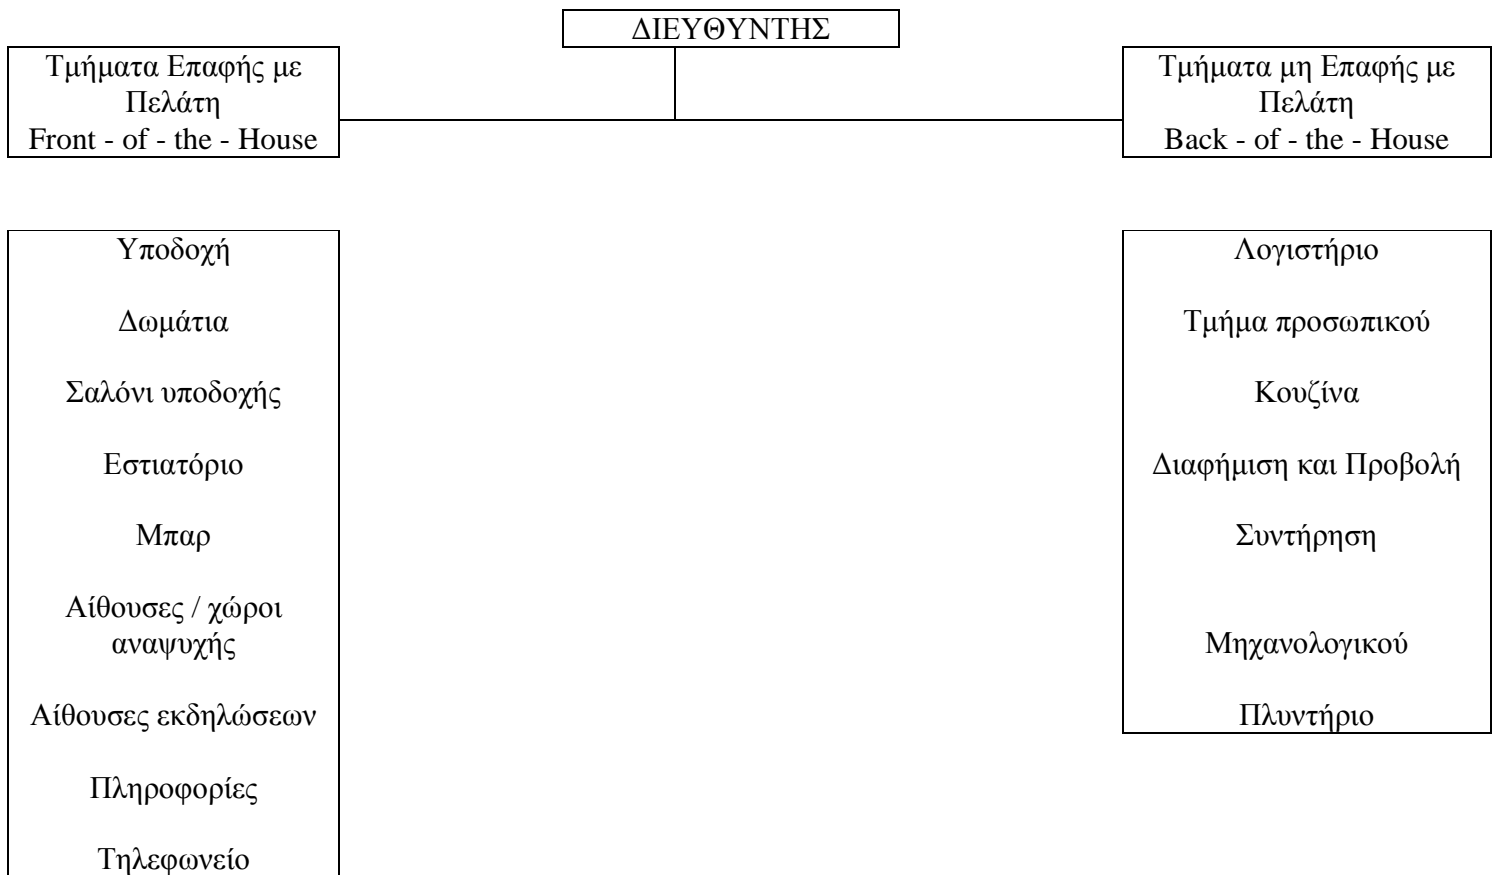 ΔΙΕΥΘΥΝΤΗΣ
Τμήματα Επαφής με
Πελάτη
Front - of - the - House
Τμήματα μη Επαφής με
Πελάτη
Back - of - the - House
Υποδοχή
Δωμάτια
Σαλόνι υποδοχής
Εστιατόριο
Μπαρ
Αίθουσες / χώροι
αναψυχής
Αίθουσες εκδηλώσεων
Πληροφορίες
Τηλεφωνείο
Λογιστήριο
Τμήμα προσωπικού
Κουζίνα
Διαφήμιση και Προβολή
Συντήρηση
Μηχανολογικού
Πλυντήριο